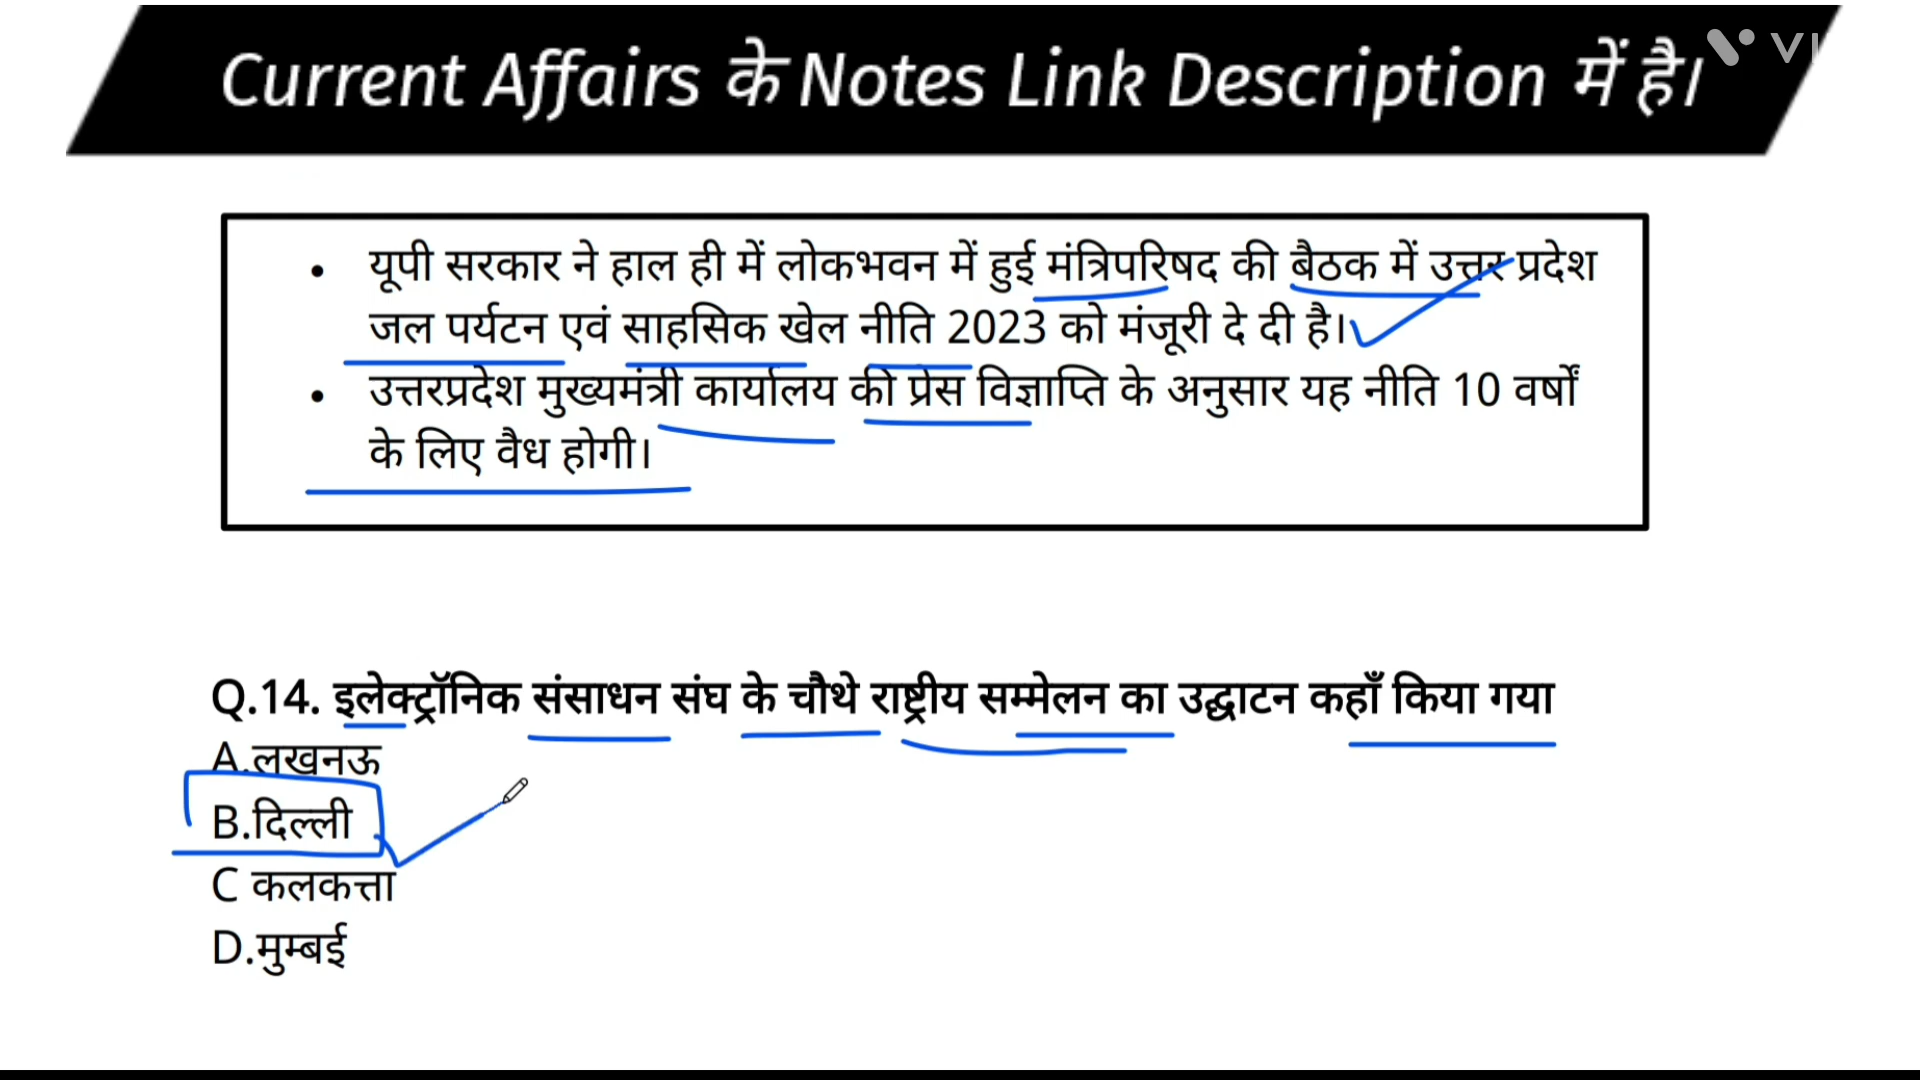 Current Affairs के Notes Link Description में है।
VI
• यूपी सरकार ने हाल ही में लोकभवन में हुई मंत्रिपरिषद की बैठक में उत्तर प्रदेश
जल पर्यटन एवं साहसिक खेल नीति 2023 को मंजूरी दे दी है।
• उत्तरप्रदेश मुख्यमंत्री कार्यालय की प्रेस विज्ञाप्ति के अनुसार यह नीति 10 वर्षों
के लिए वैध होगी।
Q.14. इलेक्ट्रॉनिक संसाधन संघ के चौथे राष्ट्रीय सम्मेलन का उद्घाटन कहाँ किया गया
A.लखनऊ
B.दिल्ली
C कलकत्ता
D.मुम्बई